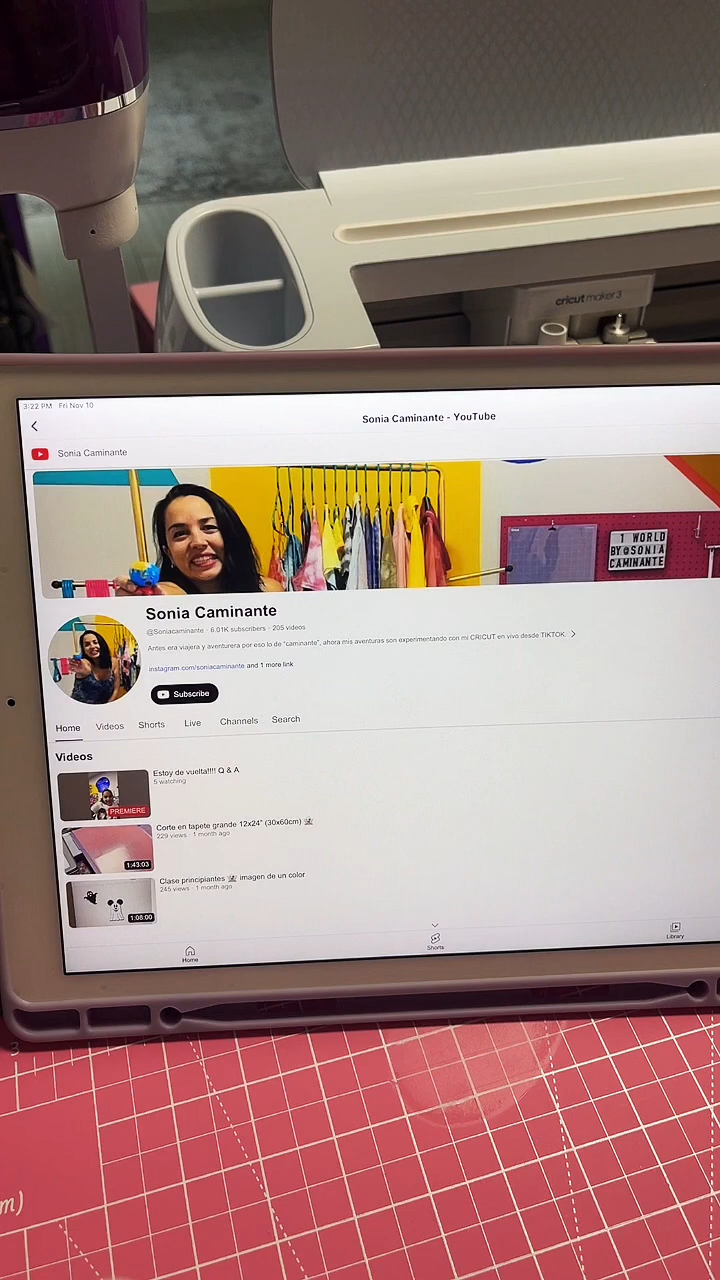 cricut maker 3
3:22 PM Fri Nov 10
Sonia Caminante - YouTube
Sonia Caminante
1 WORLD
BY@SONIA
CAMINANTE
Sonia Caminante
@Soniacaminante · 6.01K subscribers · 205 videos
Antes era viajera y aventurera por eso lo de "caminante", ahora mis aventuras son experimentando con mi CRICUT en vivo desde TIKTOK.
instagram.com/soniacaminante and 1 more link
Subscribe
Home Videos Shorts Live Channels Search
Videos
Estoy de vuelta!!!! Q & A
5 watching
PREMIERE
Corte en tapete grande 12x24" (30x60cm)
229 views · 1 month ago
1:43:03
Clase principiantes imagen de un color
245 views · 1 month ago
1:08:00
Home Shorts Library
3
m)